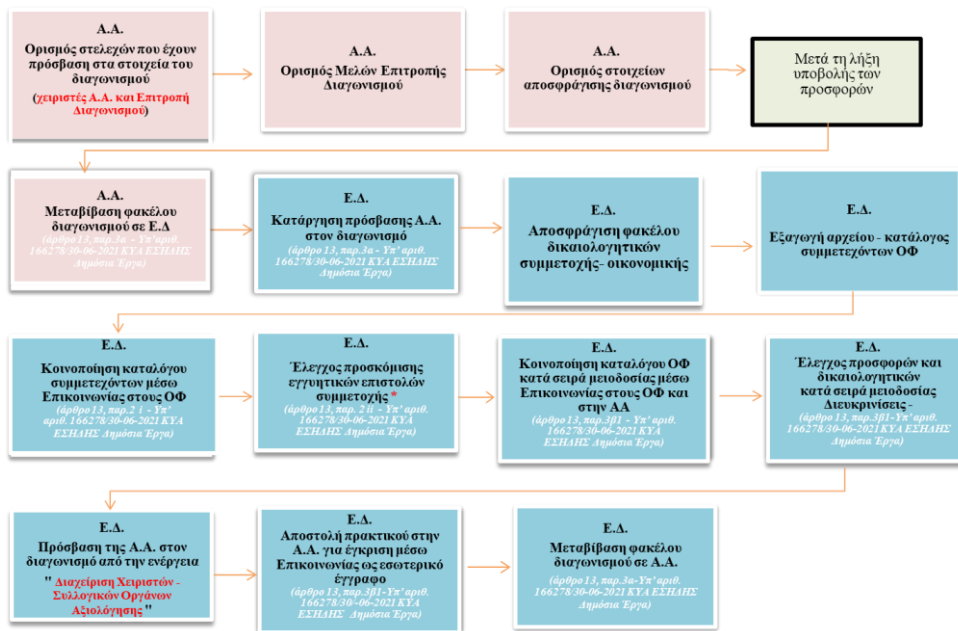 Α.Α.
Ορισμός στελεχών που έχουν
πρόσβαση στα στοιχεία του
διαγωνισμού
(χειριστές Α.Α. και Επιτροπή
Διαγωνισμού)
Α.Α.
Ορισμός Μελών Επιτροπής
Διαγωνισμού
Α.Α.
Ορισμός στοιχείων
αποσφράγισης διαγωνισμού
Μετά τη λήξη
υποβολής των
προσφορών
Α.Α.
Μεταβίβαση φακέλου
διαγωνισμού σε Ε.Δ
(άρθρο 13, παρ.3α - Υπ' αριθ.
166278/30-06-2021 ΚΥΑ ΕΣΗΔΗΣ
Δημόσια Έργα)
Ε.Δ.
Κατάργηση πρόσβασης Α.Α.
στον διαγωνισμό
(άρθρο 13, παρ.3α - Υπ' αριθ.
166278/30-06-2021 ΚΥΑ ΕΣΗΔΗΣ
Δημόσια Έργα)
Ε.Δ.
Αποσφράγιση φακέλου
δικαιολογητικών
συμμετοχής- οικονομικής
Ε.Δ.
Εξαγωγή αρχείου - κατάλογος
συμμετεχόντων ΟΦ
Ε.Δ.
Κοινοποίηση καταλόγου
συμμετεχόντων μέσω
Επικοινωνίας στους ΟΦ
(άρθρο 13, παρ.2 i - Υπ'
αριθ. 166278/30-06-2021 ΚΥΑ
ΕΣΗΔΗΣ Δημόσια Έργα)
Ε.Δ.
Έλεγχος προσκόμισης
εγγυητικών επιστολών
συμμετοχής *
(άρθρο 13, παρ. 2 ii - Υπ' αριθ.
166278/30-06-2021 ΚΥΑ
ΕΣΗΔΗΣ Δημόσια Έργα)
Ε.Δ.
Κοινοποίηση καταλόγου ΟΦ
κατά σειρά μειοδοσίας μέσω
Επικοινωνίας στους ΟΦ και
στην ΑΑ
(άρθρο 13, παρ.3β1 - Υπ' αριθ.
166278/30-06-2021 ΚΥΑ
ΕΣΗΔΗΣ Δημόσια Έργα)
Ε.Δ.
Έλεγχος προσφορών και
δικαιολογητικών
κατά σειρά μειοδοσίας
Διευκρινίσεις -
(άρθρο 13, παρ.3β1-Υπ' αριθ.
166278/30-06-2021 ΚΥΑ
ΕΣΗΔΗΣ Δημόσια Έργα)
Ε.Δ.
Πρόσβαση της Α.Α. στον
διαγωνισμό από την ενέργεια
" Διαχείριση Χειριστών -
Συλλογικών Οργάνων
Αξιολόγησης "
Ε.Δ.
Αποστολή πρακτικού στην
Α.Α. για έγκριση μέσω
Επικοινωνίας ως εσωτερικό
έγγραφο
(άρθρο 13, παρ.3β1-Υπ' αριθ.
166278/30/-06-2021 ΚΥΑ
ΕΣΗΔΗΣ Δημόσια Έργα)
Ε.Δ.
Μεταβίβαση φακέλου
διαγωνισμού σε Α.Α.
(άρθρο 13, παρ.3α-Υπ' αριθ.
166278/30-06-2021 ΚΥΑ
ΕΣΗΔΗΣ Δημόσια Έργα)